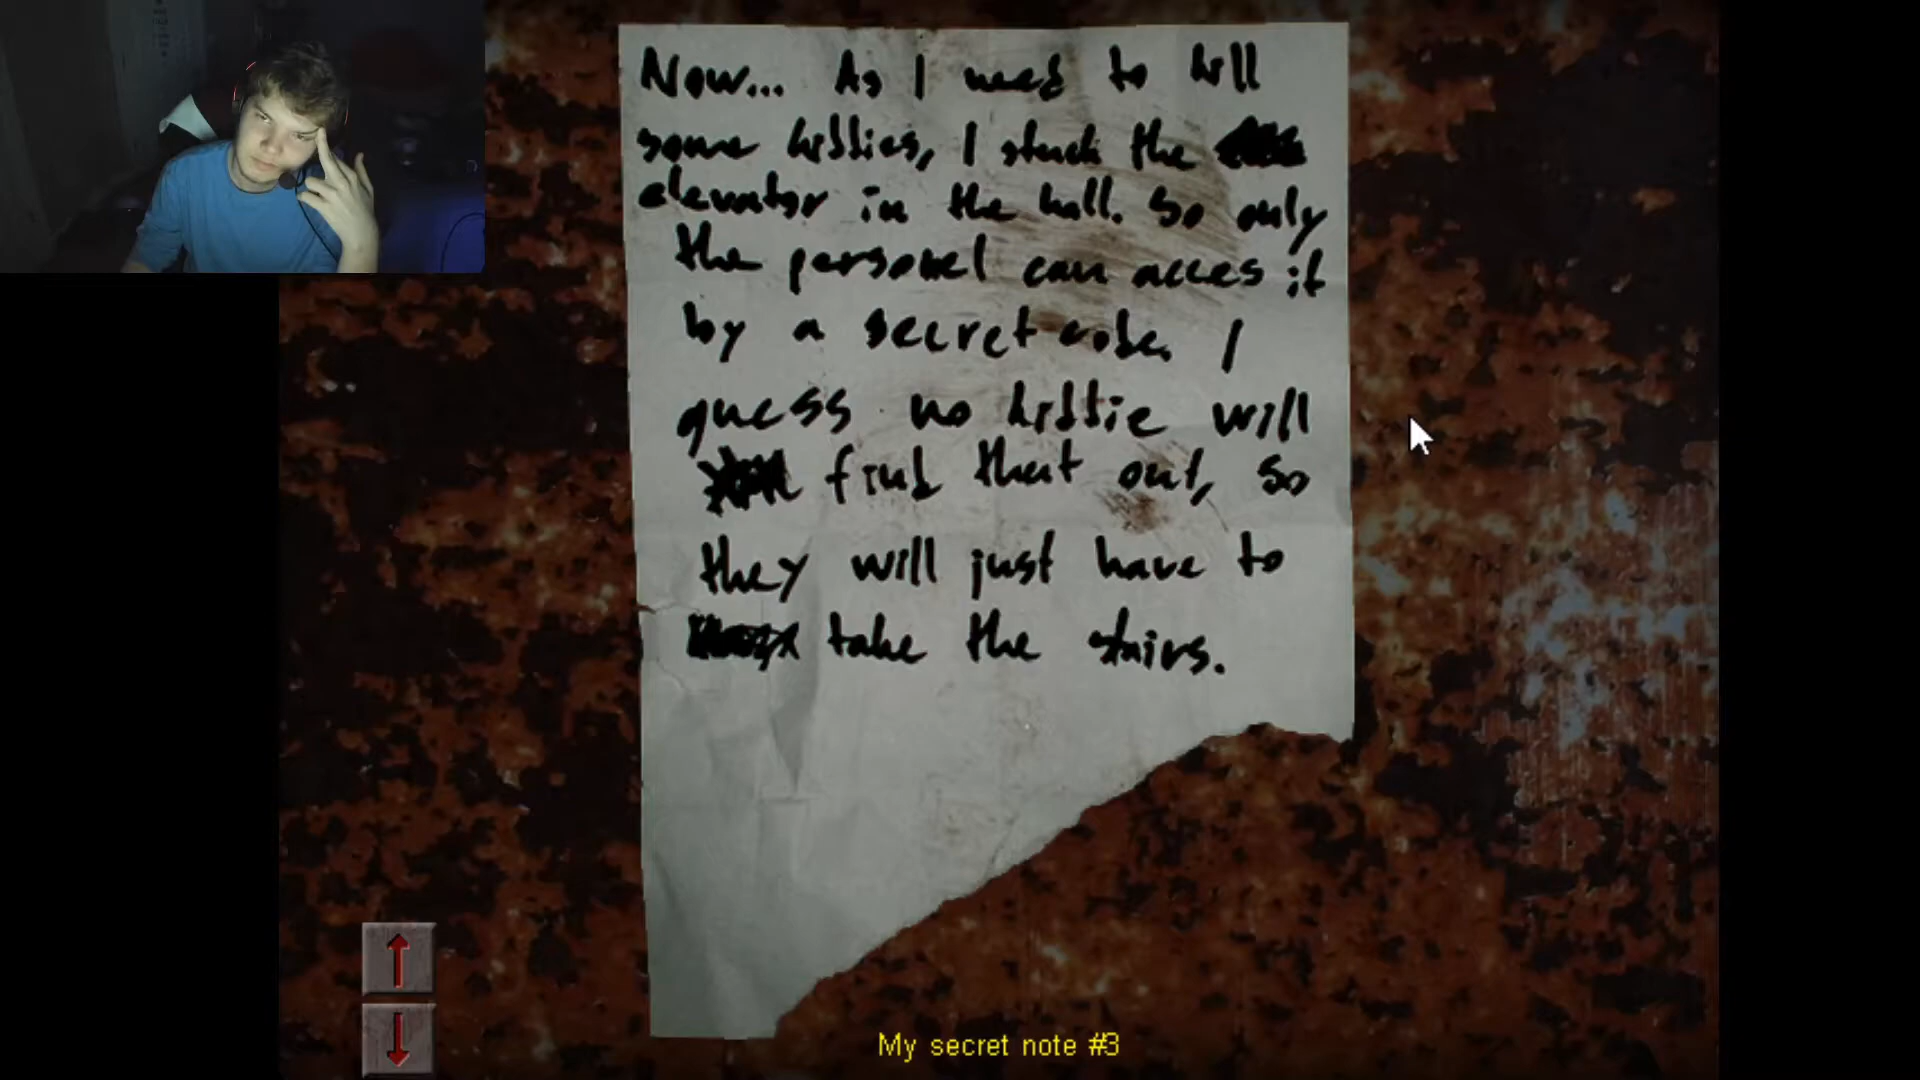 Now... As I need to kill
some kiddies, I stuck the
elevator in the hall. So only
the personel can acces it
by a secret code. I
guess no kiddie will
find that out, so
they will just have to
take the stairs.
My secret note #3